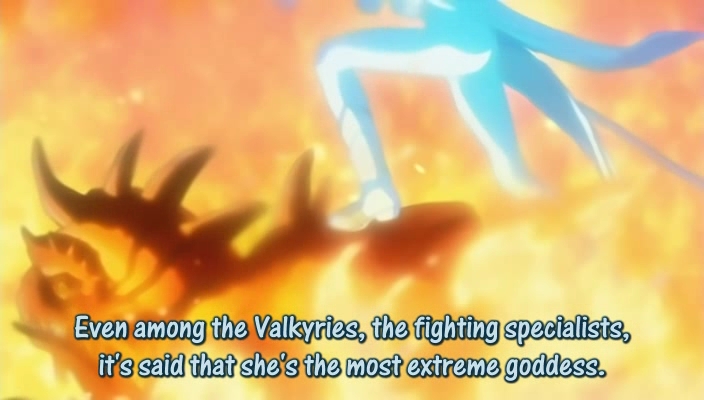 Even among the Valkyries, the fighting specialists,
it's said that she's the most extreme goddess.